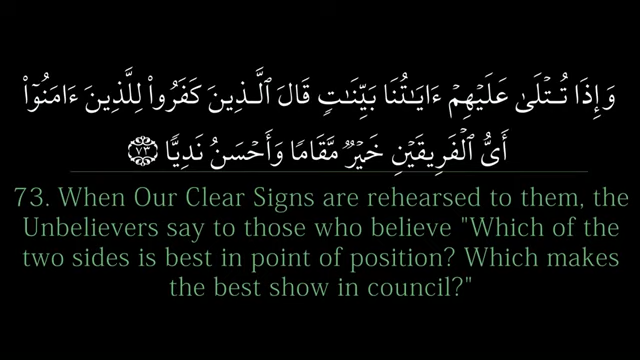 وَإِذَا تُتْلَىٰ عَلَيْهِمْ ءَايَـٰتُنَا بَيِّنَـٰتٍ قَالَ ٱلَّذِينَ كَفَرُوا۟ لِلَّذِينَ ءَامَنُوٓا۟
أَىُّ ٱلْفَرِيقَيْنِ خَيْرٌ مَّقَامًا وَأَحْسَنُ نَدِيًّا ﴿٧٣﴾
73. When Our Clear Signs are rehearsed to them, the
Unbelievers say to those who believe "Which of the
two sides is best in point of position? Which makes
the best show in council?"